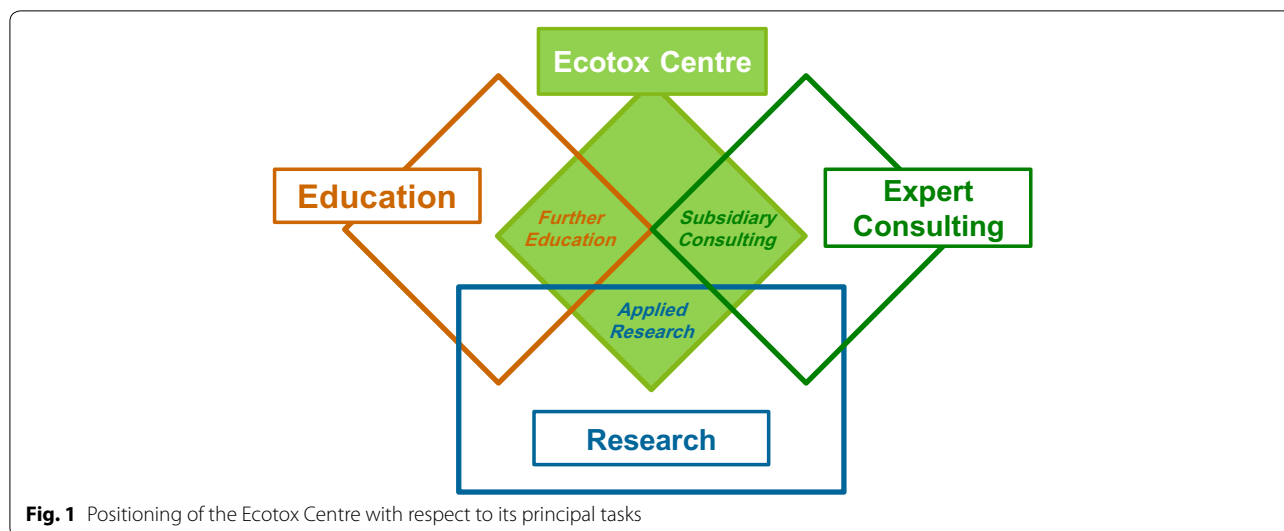 Ecotox Centre
Education
Expert
Consulting
Further
Education
Subsidiary
Consulting
Applied
Research
Research
Fig. 1 Positioning of the Ecotox Centre with respect to its principal tasks